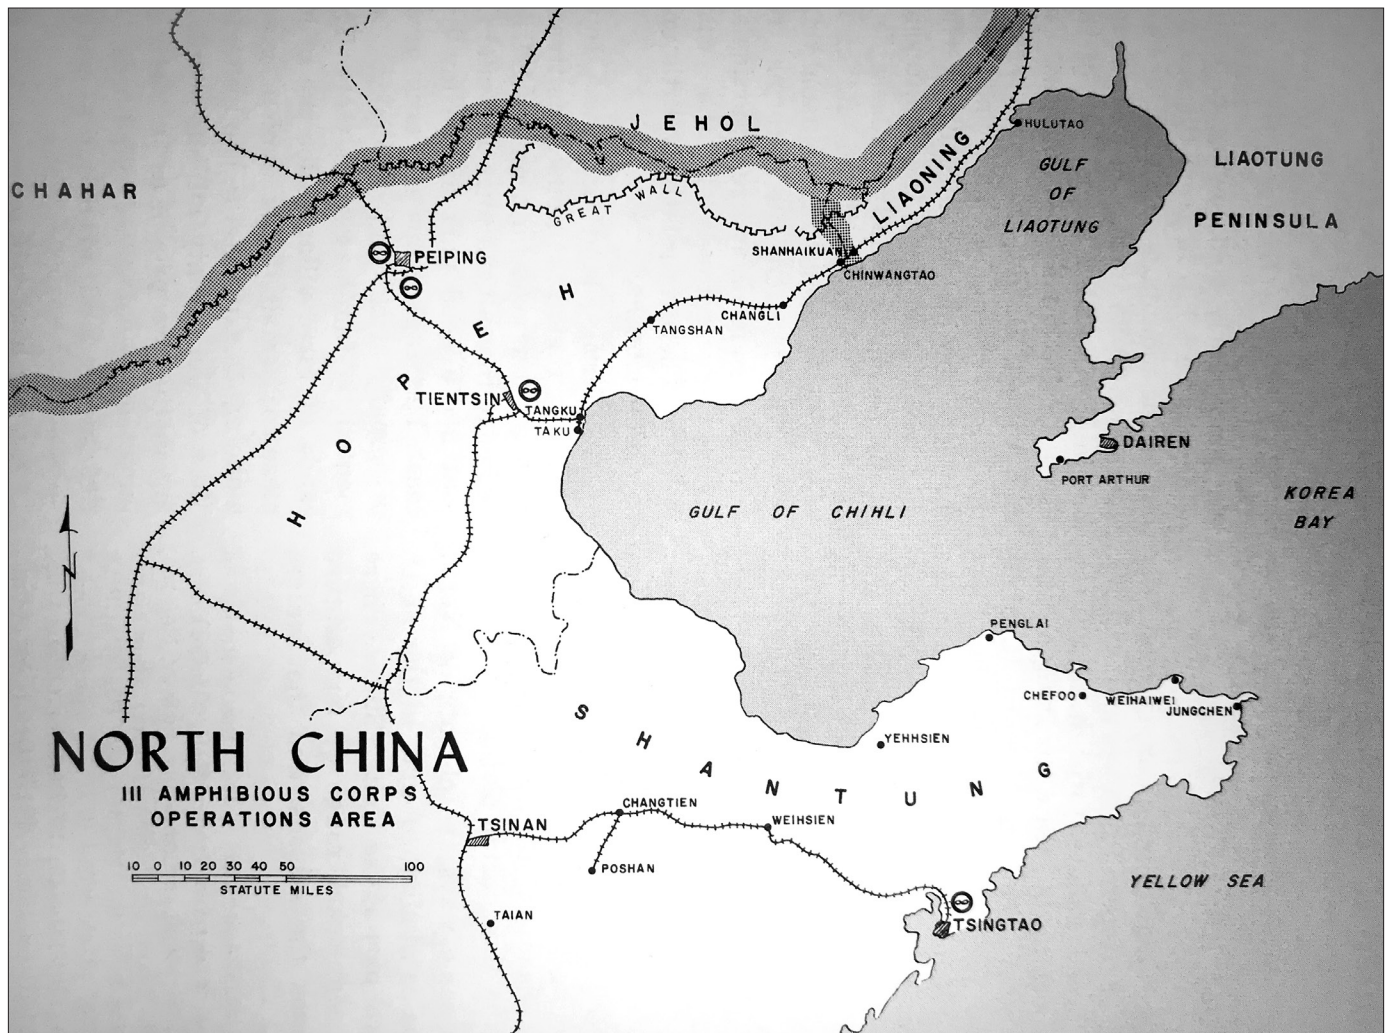 JEHOL
HULUTAO
GULF
OF
LIAOTUNG
LIAOTUNG
PENINSULA
CHAHAR
LIAONING
GREAT WALL
PEIPING
SHANHAIKUAN
CHINWANGTAO
CHANGLI
TANGSHAN
HOPEH
TIENTSIN
TANGKU
TAKU
DAIREN
PORT ARTHUR
KOREA
BAY
GULF OF CHIHLI
N
PENGLAI
CHEFOO
WEIHAIWEI
JUNGCHEN
YEHHSIEN
SHANTUNG
NORTH CHINA
III AMPHIBIOUS CORPS
OPERATIONS AREA
CHANGTIEN
WEIHSIEN
TSINAN
POSHAN
10 0 10 20 30 40 50 100
STATUTE MILES
YELLOW SEA
TAIAN
TSINGTAO